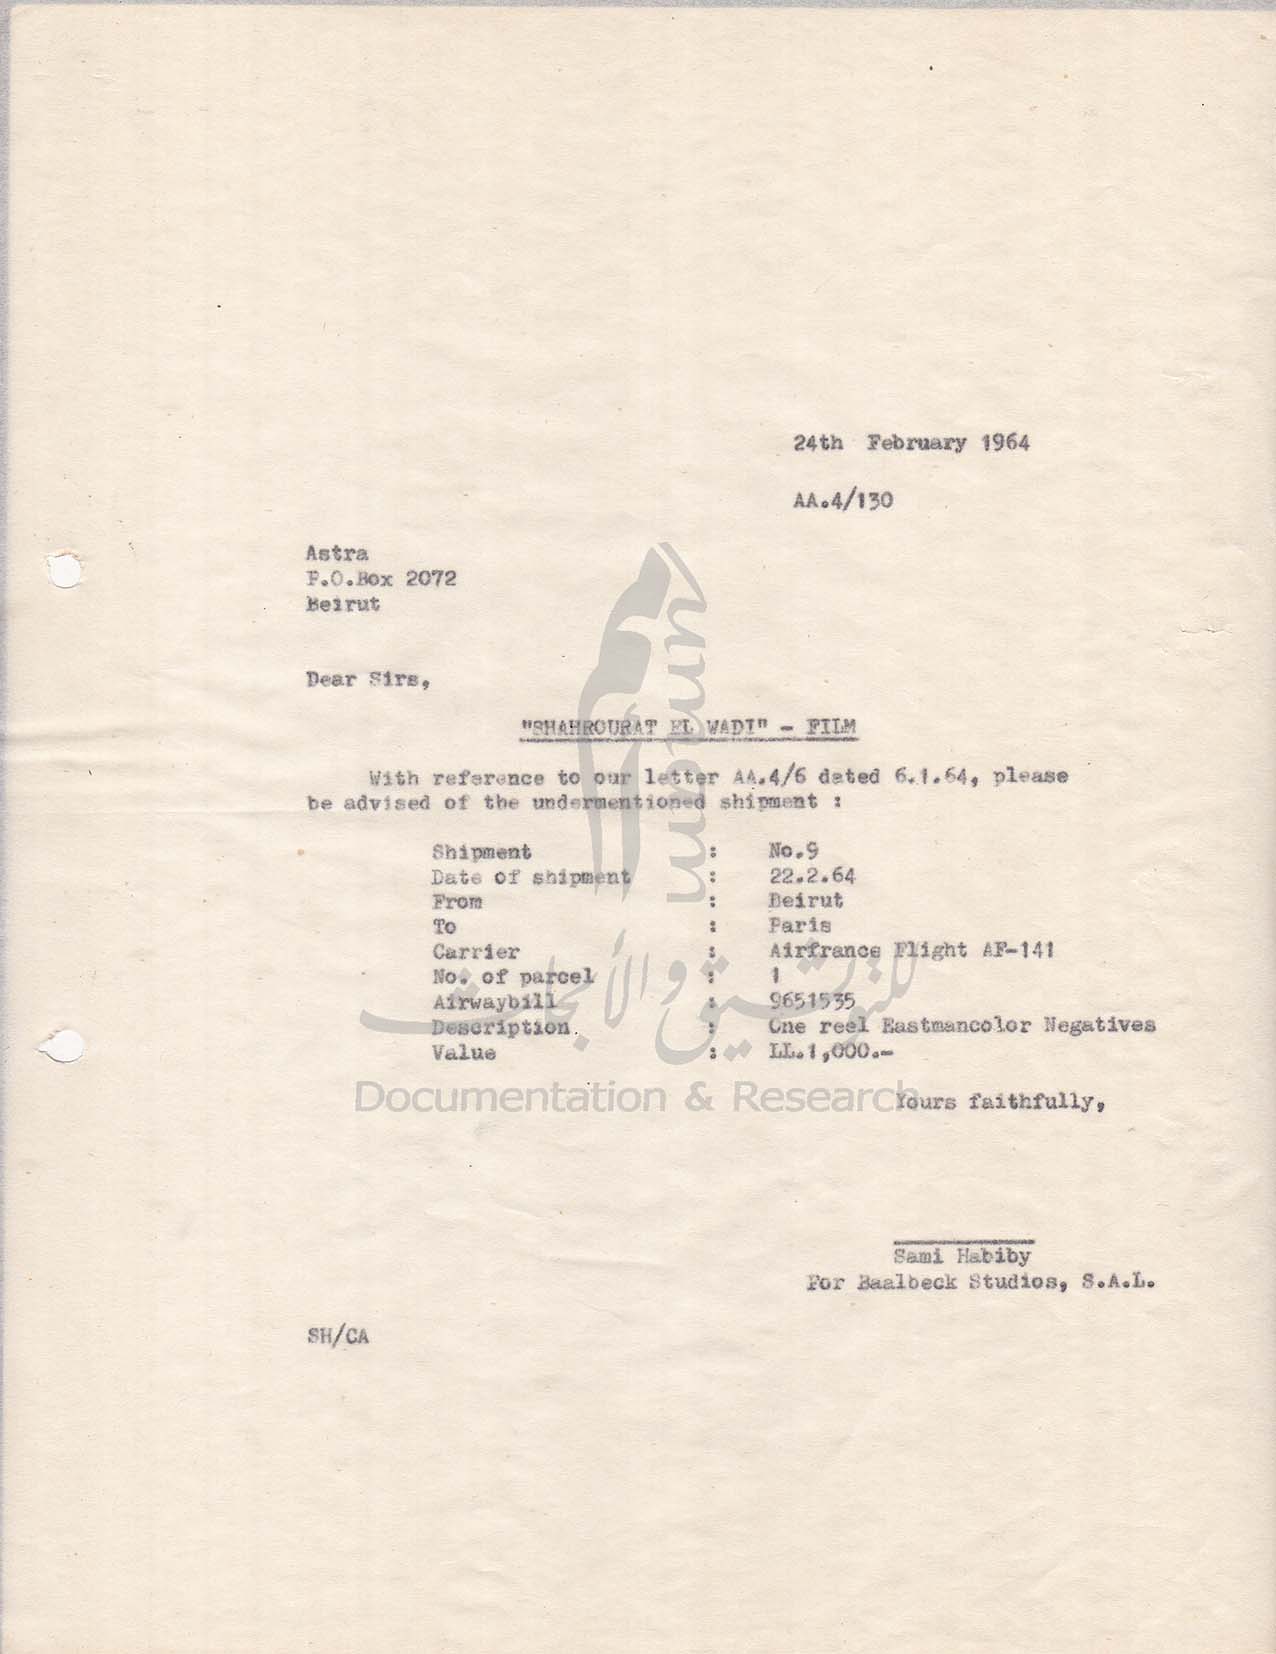 24th February 1964
AA.4/130
Astra
P.O.Box 2072
Beirut
Dear Sirs,
"SHAHROURAT EL WADI" - FILM
With reference to our letter AA.4/6 dated 6.1.64, please
be advised of the undermentioned shipment :
Shipment : No.9
Date of shipment : 22.2.64
From : Beirut
To : Paris
Carrier : Airfrance Flight AF-141
No. of parcel : 1
Airwaybill : 9651535
Description. : One reel Eastmancolor Negatives
Value : LL.1,000.-
Yours faithfully,
Sami Habiby
For Baalbeck Studios, S.A.L.
SH/CA
umam
للتوثيق والأبحاث
Documentation & Research